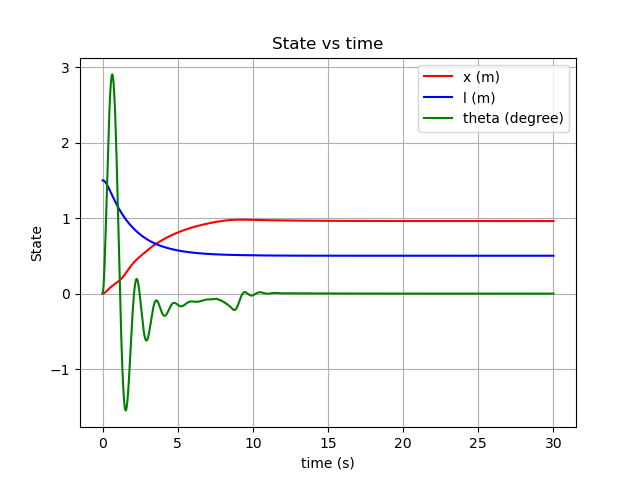 State vs time
x (m)
l (m)
theta (degree)
State
3
2
1
0
−1
0
5
10
15
20
25
30
time (s)